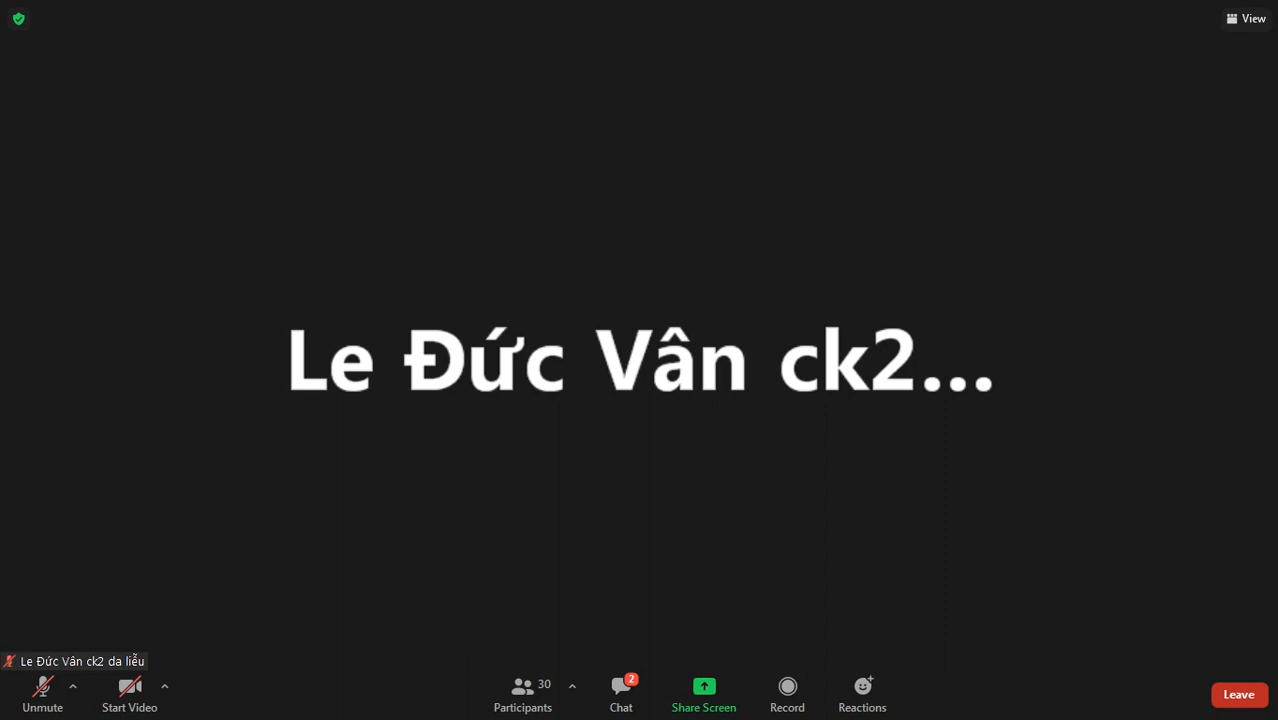 View
Le Đức Vân ck2...
Le Đức Vân ck2 da liễu
Unmute
Start Video
30
Participants
2
Chat
Share Screen
Record
Reactions
Leave